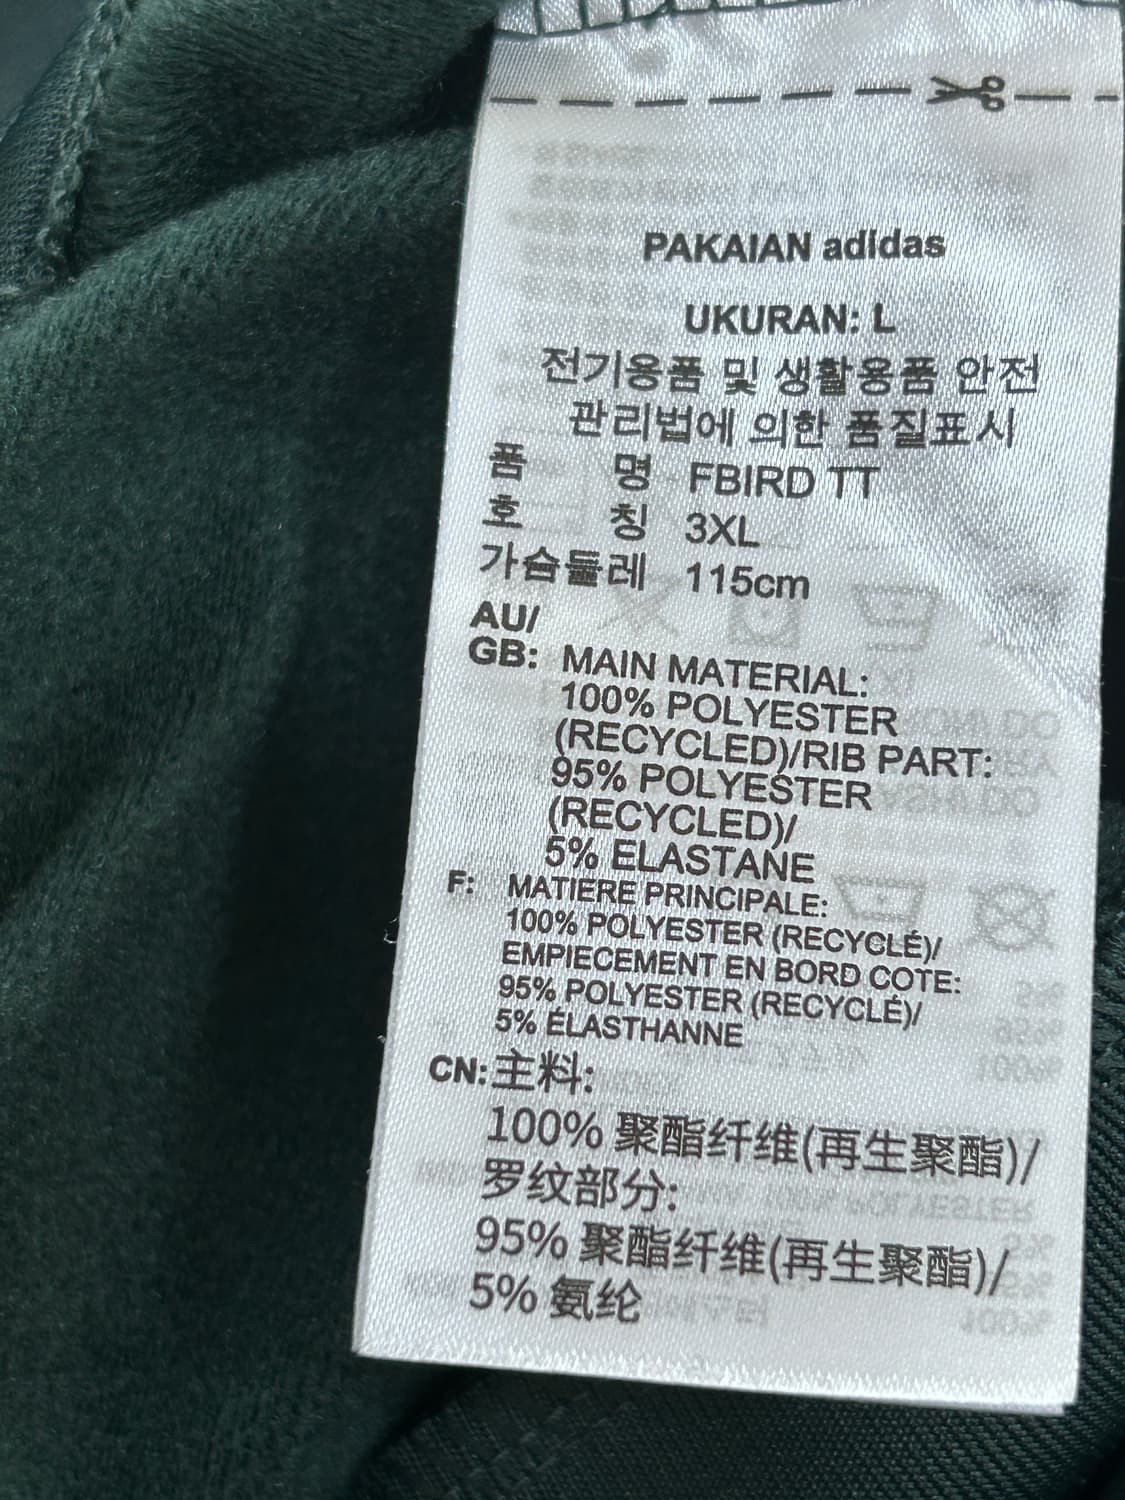 PAKAIAN adidas
UKURAN: L
전기용품 및 생활용품 안전
관리법에 의한 품질표시
품 명 FBIRD TT
호 칭 3XL
가슴둘레 115cm
AU/
GB: MAIN MATERIAL:
100% POLYESTER
(RECYCLED)/RIB PART:
95% POLYESTER
(RECYCLED)/
5% ELASTANE
F: MATIERE PRINCIPALE:
100% POLYESTER (RECYCLÉ)/
EMPIECEMENT EN BORD COTE:
95% POLYESTER (RECYCLÉ)/
5% ÉLASTHANNE
CN: 主料:
100% 聚酯纤维(再生聚酯)/
罗纹部分:
95% 聚酯纤维(再生聚酯)/
5% 氨纶